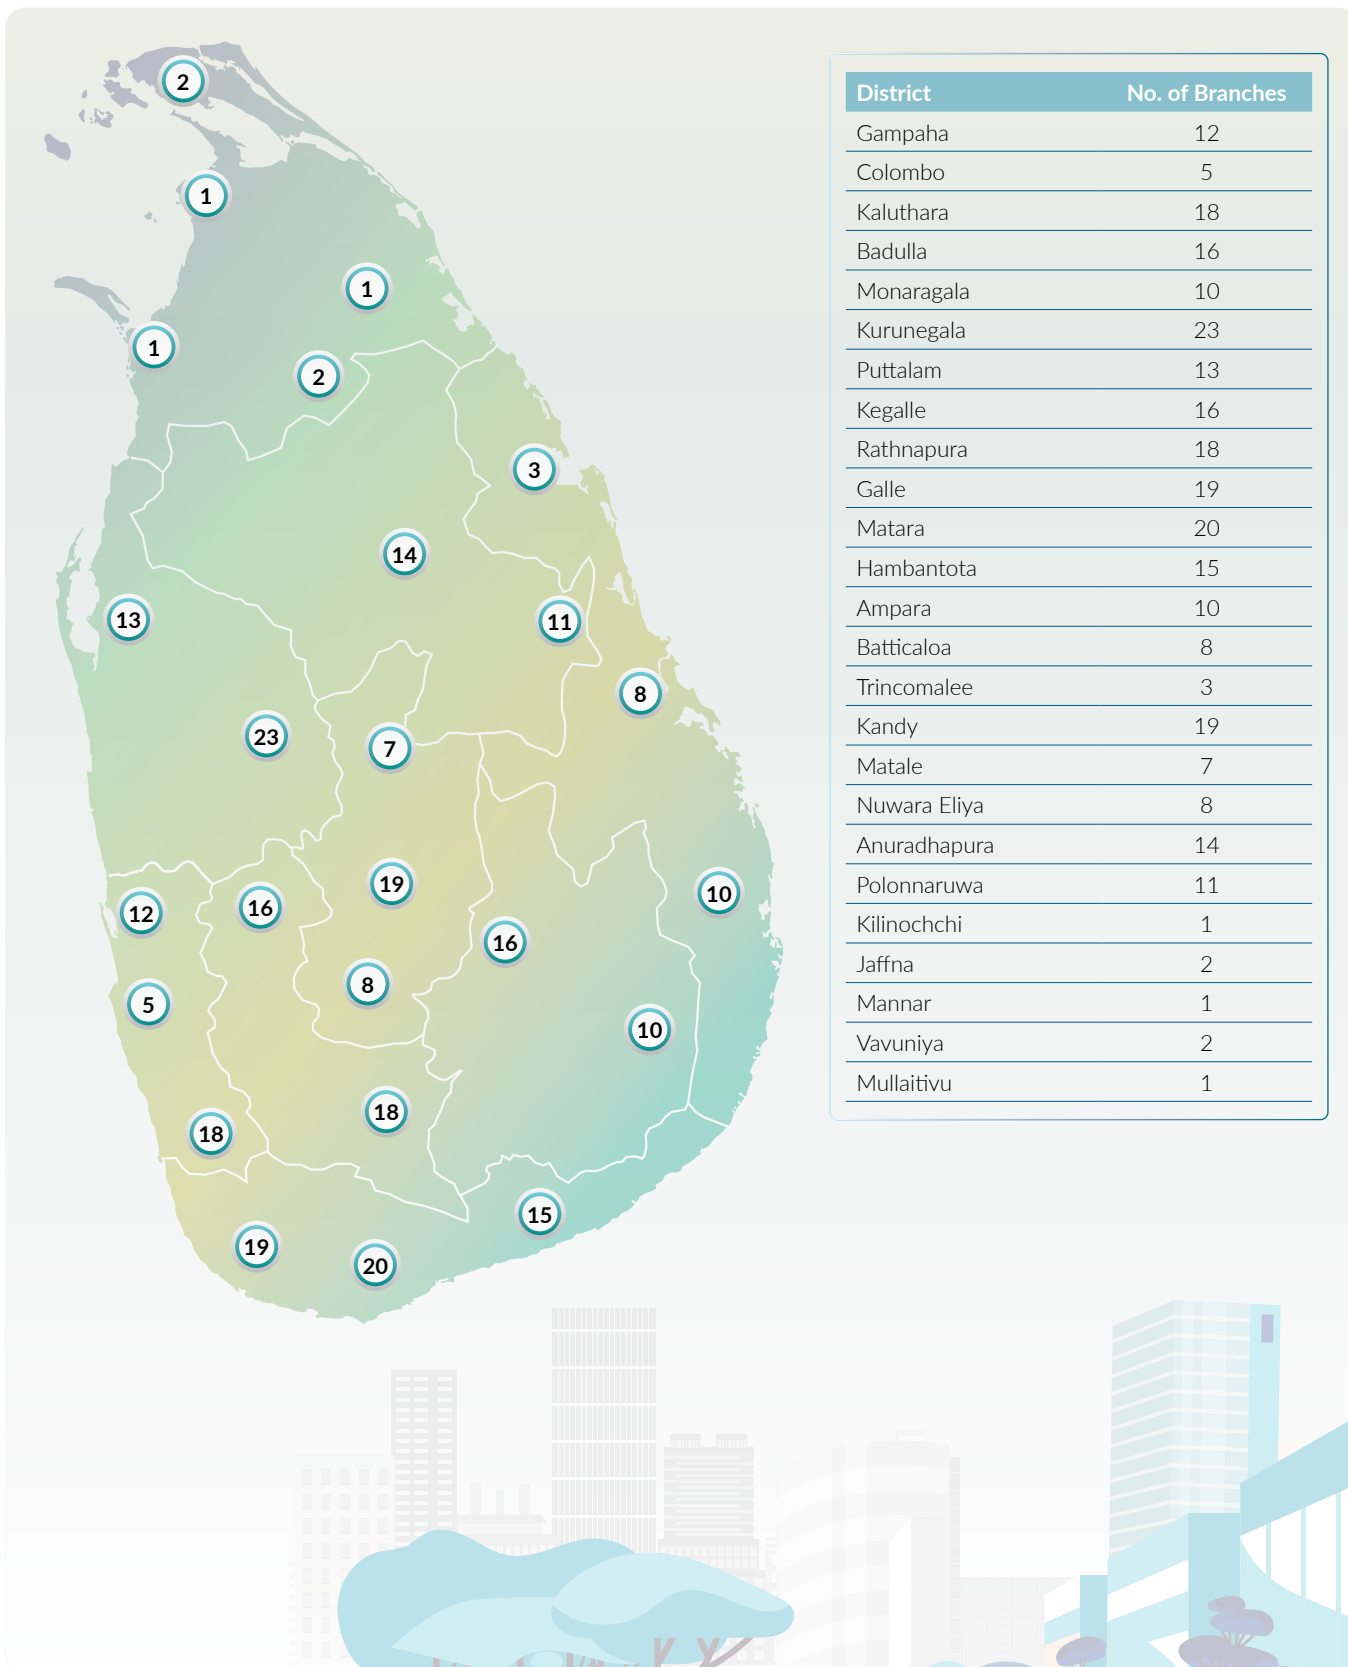 2
1
1
1
2
3
14
13
11
8
23
7
19
10
12
16
16
8
5
10
18
18
15
19
20
District No. of Branches
Gampaha 12
Colombo 5
Kaluthara 18
Badulla 16
Monaragala 10
Kurunegala 23
Puttalam 13
Kegalle 16
Rathnapura 18
Galle 19
Matara 20
Hambantota 15
Ampara 10
Batticaloa 8
Trincomalee 3
Kandy 19
Matale 7
Nuwara Eliya 8
Anuradhapura 14
Polonnaruwa 11
Kilinochchi 1
Jaffna 2
Mannar 1
Vavuniya 2
Mullaitivu 1